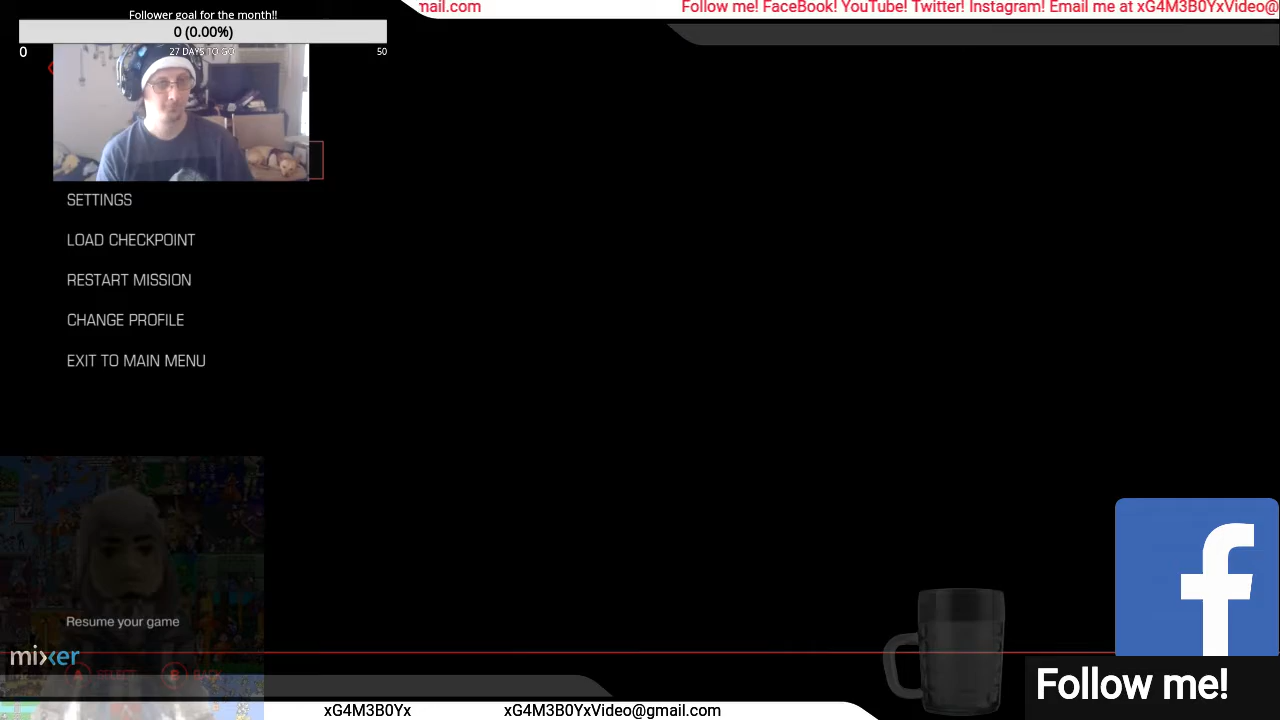 Follower goal for the month!!
mail.com
Follow me! FaceBook! YouTube! Twitter! Instagram! Email me at xG4M3B0YxVideo@
0 (0.00%)
0
27 DAYS TO GO
50
SETTINGS
LOAD CHECKPOINT
RESTART MISSION
CHANGE PROFILE
EXIT TO MAIN MENU
Resume your game
mixer
A SELECT
B BACK
f
Follow me!
xG4M3B0Yx
xG4M3B0YxVideo@gmail.com